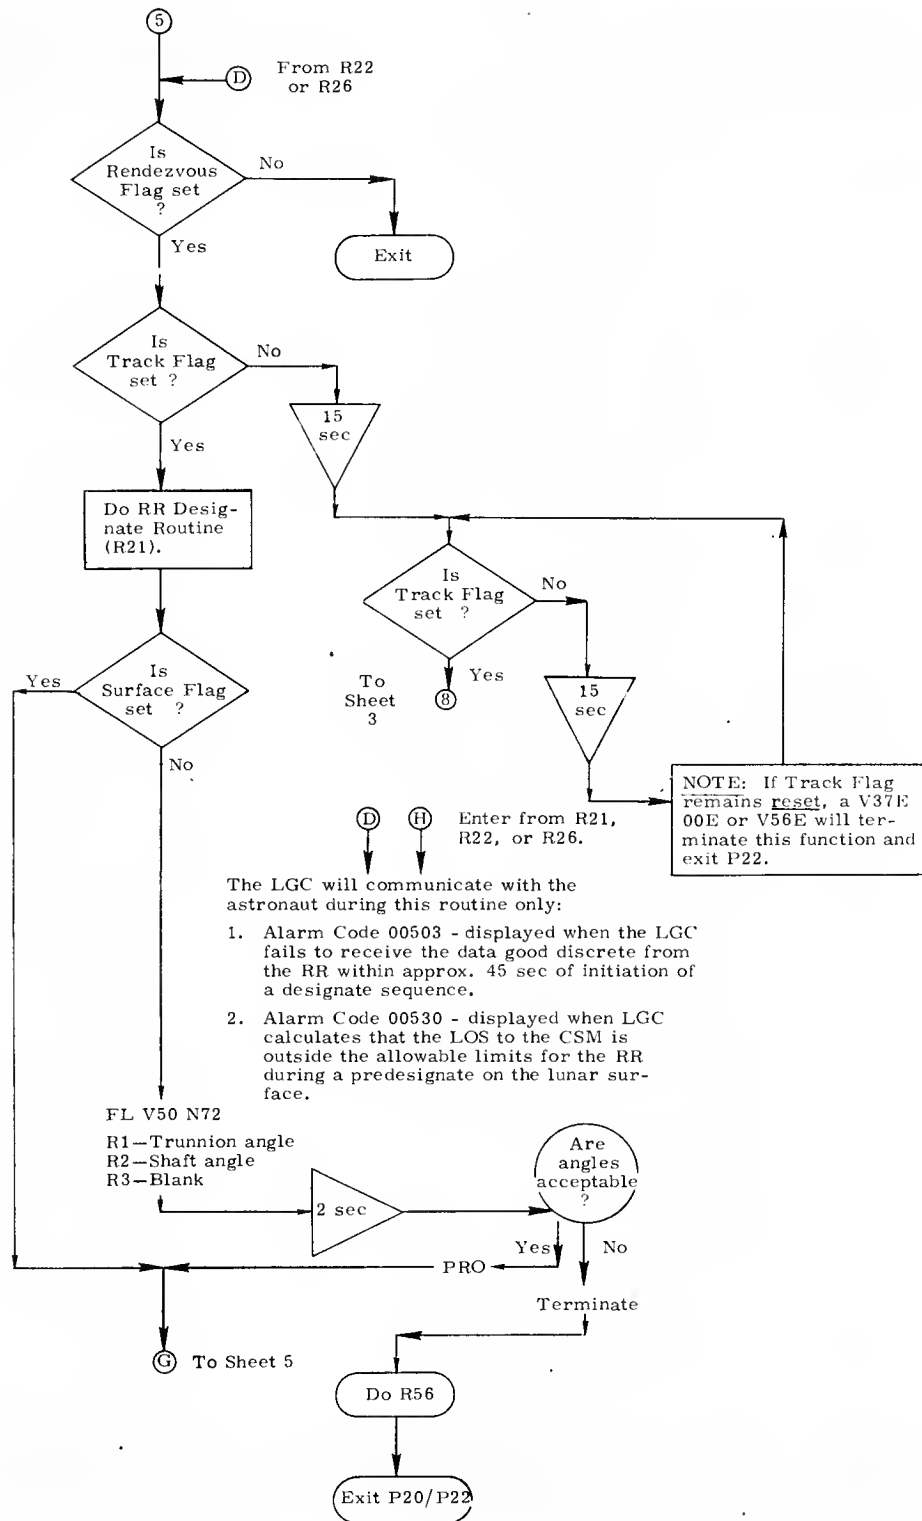 5
D
From R22
or R26
Is
Rendezvous
Flag set
?
No
Exit
Yes
Is
Track Flag
set ?
No
15
sec
Yes
Do RR Desig-
nate Routine
(R21).
Is
Track Flag
set ?
No
Yes
To
Sheet
3
8
15
sec
NOTE: If Track Flag
remains reset, a V37E
00E or V56E will ter-
minate this function and
exit P22.
Is
Surface Flag
set ?
Yes
No
D
H
Enter from R21,
R22, or R26.
The LGC will communicate with the
astronaut during this routine only:
1. Alarm Code 00503 - displayed when the LGC
fails to receive the data good discrete from
the RR within approx. 45 sec of initiation of
a designate sequence.
2. Alarm Code 00530 - displayed when LGC
calculates that the LOS to the CSM is
outside the allowable limits for the RR
during a predesignate on the lunar sur-
face.
FL V50 N72
R1—Trunnion angle
R2—Shaft angle
R3—Blank
2 sec
Are
angles
acceptable
?
Yes
No
PRO
Terminate
G
To Sheet 5
Do R56
Exit P20/P22